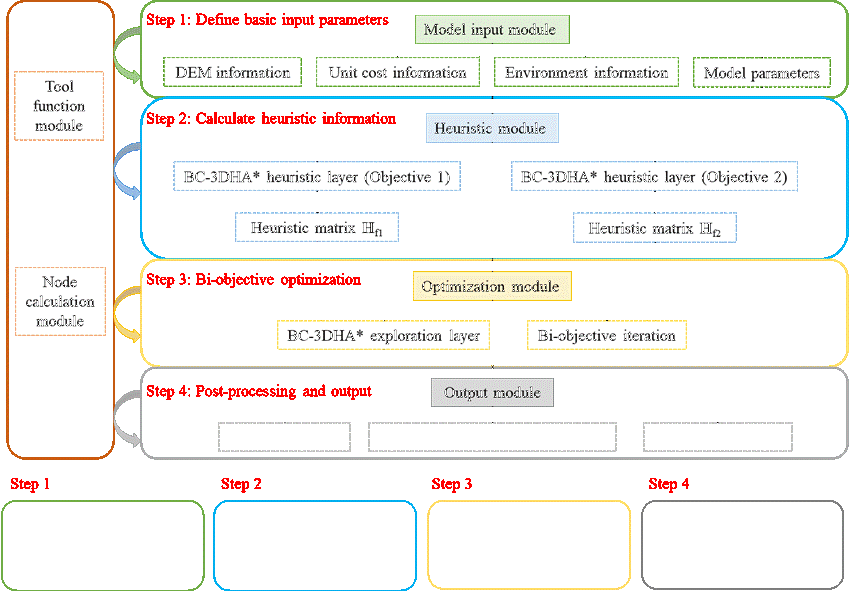 Step 1: Define basic input parameters
Model input module
DEM information
Unit cost information
Environment information
Model parameters
Tool
function
module
Step 2: Calculate heuristic information
Heuristic module
BC-3DHA* heuristic layer (Objective 1)
BC-3DHA* heuristic layer (Objective 2)
Heuristic matrix ℍf1
Heuristic matrix ℍf2
Node
calculation
module
Step 3: Bi-objective optimization
Optimization module
BC-3DHA* exploration layer
Bi-objective iteration
Step 4: Post-processing and output
Output module
Step 1
Step 2
Step 3
Step 4